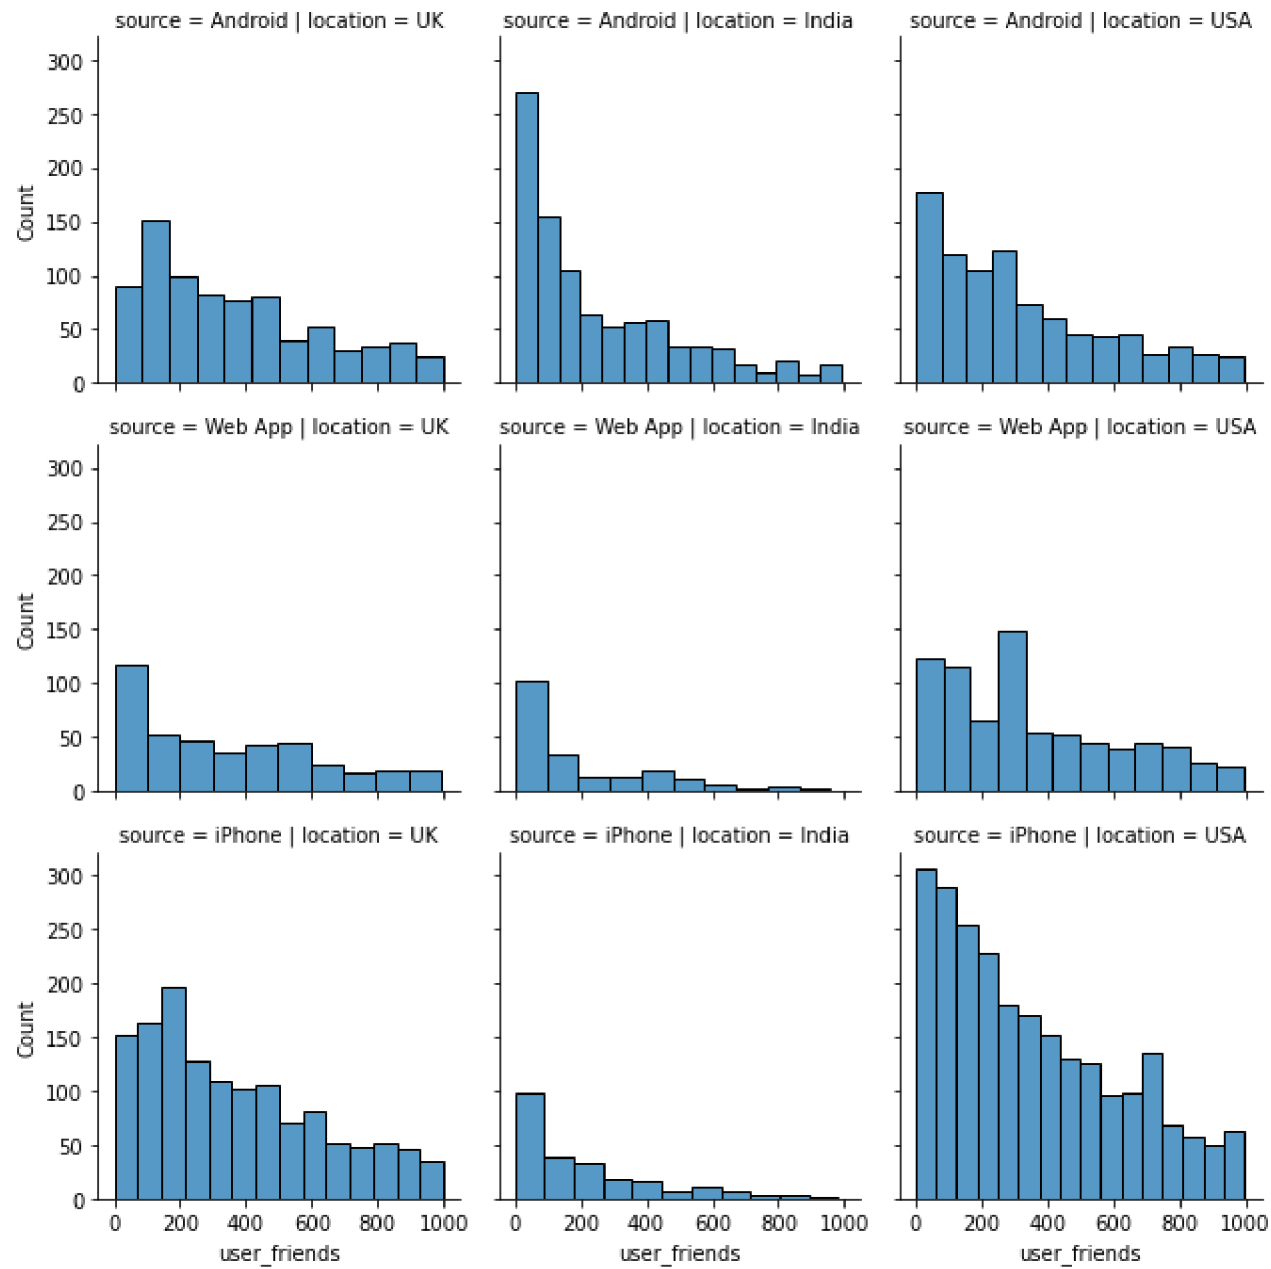 source = Android | location = UK
source = Android | location = India
source = Android | location = USA
300
250
200
150
100
50
0
Count
source = Web App | location = UK
source = Web App | location = India
source = Web App | location = USA
300
250
200
150
100
50
0
Count
source = iPhone | location = UK
source = iPhone | location = India
source = iPhone | location = USA
300
250
200
150
100
50
0
Count
0 200 400 600 800 1000
0 200 400 600 800 1000
0 200 400 600 800 1000
user_friends
user_friends
user_friends